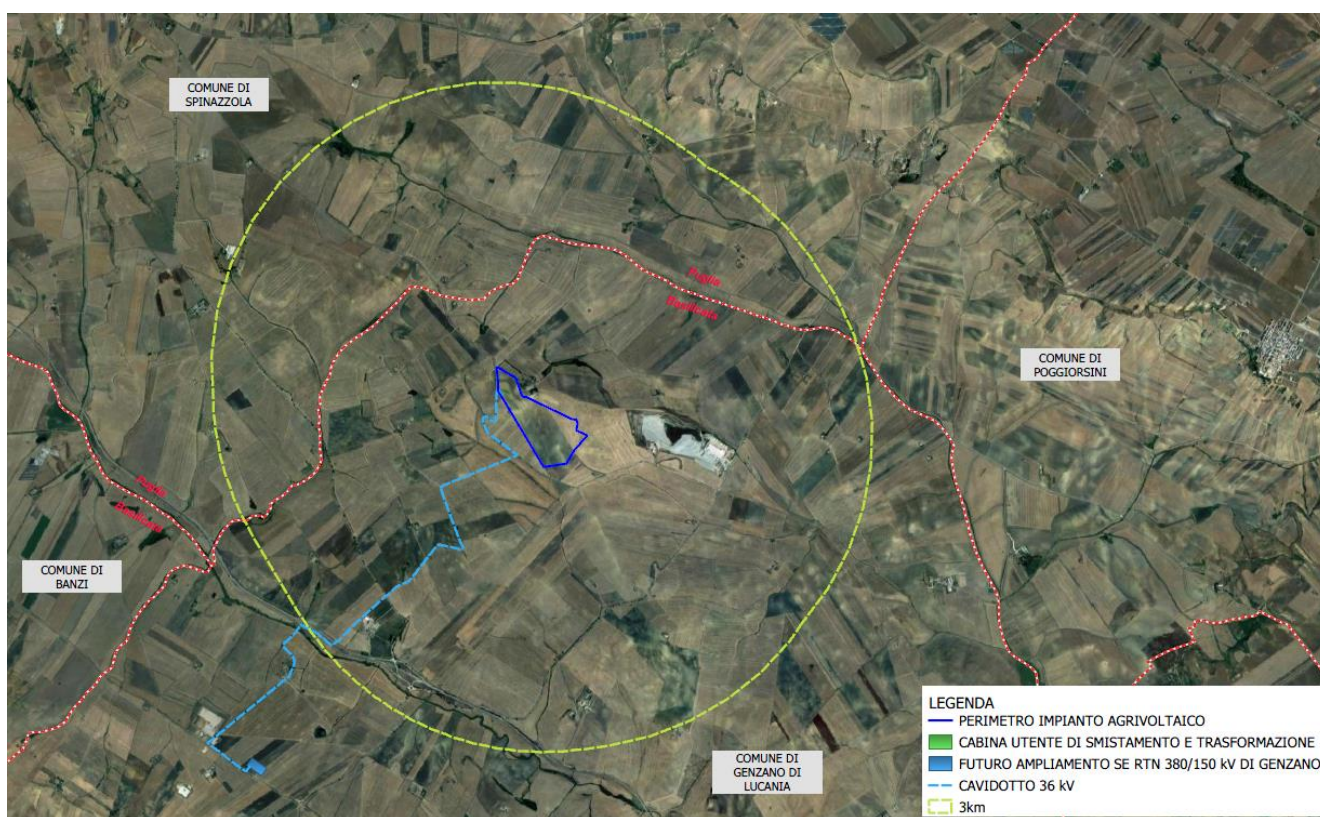 COMUNE DI
SPINAZZOLA
Puglia
Basilicata
COMUNE DI
POGGIORSINI
Puglia
Basilicata
COMUNE DI
BANZI
COMUNE DI
GENZANO DI
LUCANIA
LEGENDA
PERIMETRO IMPIANTO AGRIVOLTAICO
CABINA UTENTE DI SMISTAMENTO E TRASFORMAZIONE
FUTURO AMPLIAMENTO SE RTN 380/150 kV DI GENZANO
CAVIDOTTO 36 kV
3km